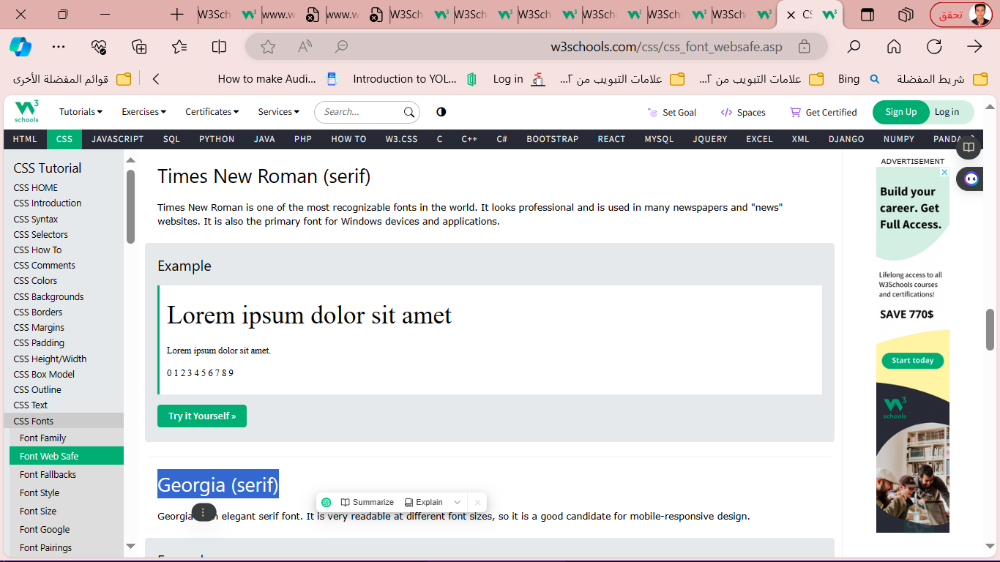 W3Sch
www.w
www.w
W3Sch
W3Sch
W3Sch
W3Sch
W3Sch
W3Sch
تحقق
w3schools.com/css/css_font_websafe.asp
قوائم المفضلة الأخرى
How to make Audi...
Introduction to YOL...
Log in
علامات التبويب من ٢...
علامات التبويب من ٢...
Bing
شريط المفضلة
W3 schools
Tutorials
Exercises
Certificates
Services
Search...
Set Goal
Spaces
Get Certified
Sign Up
Log in
HTML CSS JAVASCRIPT SQL PYTHON JAVA PHP HOW TO W3.CSS C C++ C# BOOTSTRAP REACT MYSQL JQUERY EXCEL XML DJANGO NUMPY PANDA
CSS Tutorial
CSS HOME
CSS Introduction
CSS Syntax
CSS Selectors
CSS How To
CSS Comments
CSS Colors
CSS Backgrounds
CSS Borders
CSS Margins
CSS Padding
CSS Height/Width
CSS Box Model
CSS Outline
CSS Text
CSS Fonts
Font Family
Font Web Safe
Font Fallbacks
Font Style
Font Size
Font Google
Font Pairings
Times New Roman (serif)
Times New Roman is one of the most recognizable fonts in the world. It looks professional and is used in many newspapers and "news"
websites. It is also the primary font for Windows devices and applications.
Example
Lorem ipsum dolor sit amet
Lorem ipsum dolor sit amet.
0 1 2 3 4 5 6 7 8 9
Try it Yourself »
Georgia (serif)
Summarize
Explain
Georgia elegant serif font. It is very readable at different font sizes, so it is a good candidate for mobile-responsive design.
ADVERTISEMENT
Build your
career. Get
Full Access.
Lifelong access to all
W3Schools courses
and certifications!
SAVE 770$
Start today
W3 schools